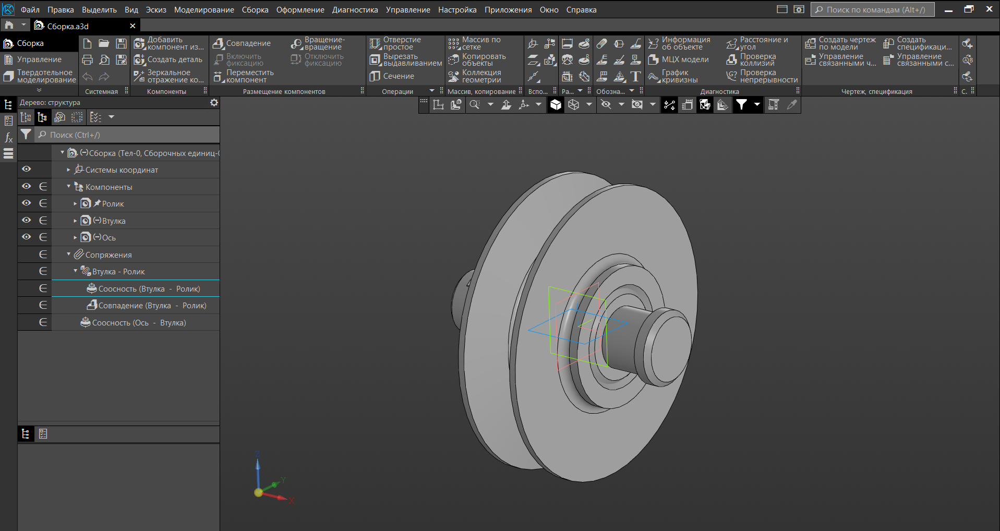 Файл Правка Выделить Вид Эскиз Моделирование Сборка Оформление Диагностика Управление Настройка Приложения Окно Справка Поиск по командам (Alt+/)
Сборка.a3d
Сборка
Управление
Твердотельное
моделирование
Системная
Добавить
компонент из...
Создать деталь
Зеркальное
отражение ко...
Компоненты
Совпадение
Включить
фиксацию
Переместить
компонент
Вращение-
вращение
Отключить
фиксацию
Размещение компонентов
Отверстие
простое
Вырезать
выдавливанием
Сечение
Операции
Массив по
сетке
Копировать
объекты
Коллекция
геометрии
Массив, копирование
Вспо...
Ра...
Обозна...
Информация
об объекте
МЦХ модели
График
кривизны
Расстояние и
угол
Проверка
коллизий
Проверка
непрерывности
Диагностика
Создать чертеж
по модели
Управление
связанными ч...
Создать
спецификаци...
Управление
связанными с...
Чертеж, спецификация
С.
Дерево: структура
Поиск (Ctrl+/)
(-)Сборка (Тел-0, Сборочных единиц-0
Системы координат
Компоненты
Ролик
(-)Втулка
(-)Ось
Сопряжения
Втулка - Ролик
Соосность (Втулка - Ролик)
Совпадение (Втулка - Ролик)
Соосность (Ось - Втулка)
Z
Y
X